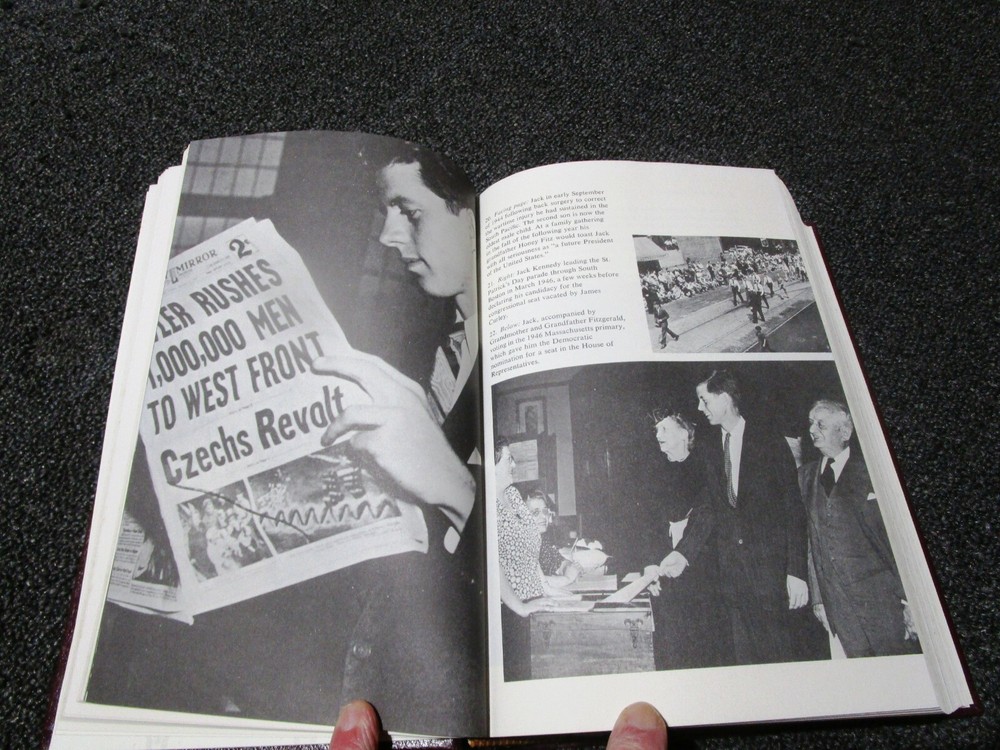 MIRROR
2¢
LER RUSHES
1,000,000 MEN
TO WEST FRONT
Czechs Revolt
20. Facing page: Jack in early September
of 1944 following back surgery to correct
the wartime injury he had sustained in the
South Pacific. The second son is now the
eldest male child. At a family gathering
in the fall of the following year his
grandfather Honey Fitz would toast Jack
with all seriousness as "a future President
of the United States."
21. Right: Jack Kennedy leading the St.
Patrick's Day parade through South
Boston in March 1946, a few weeks before
declaring his candidacy for the
congressional seat vacated by James
Curley.
22. Below: Jack, accompanied by
Grandmother and Grandfather Fitzgerald,
voting in the 1946 Massachusetts primary,
which gave him the Democratic
nomination for a seat in the House of
Representatives.